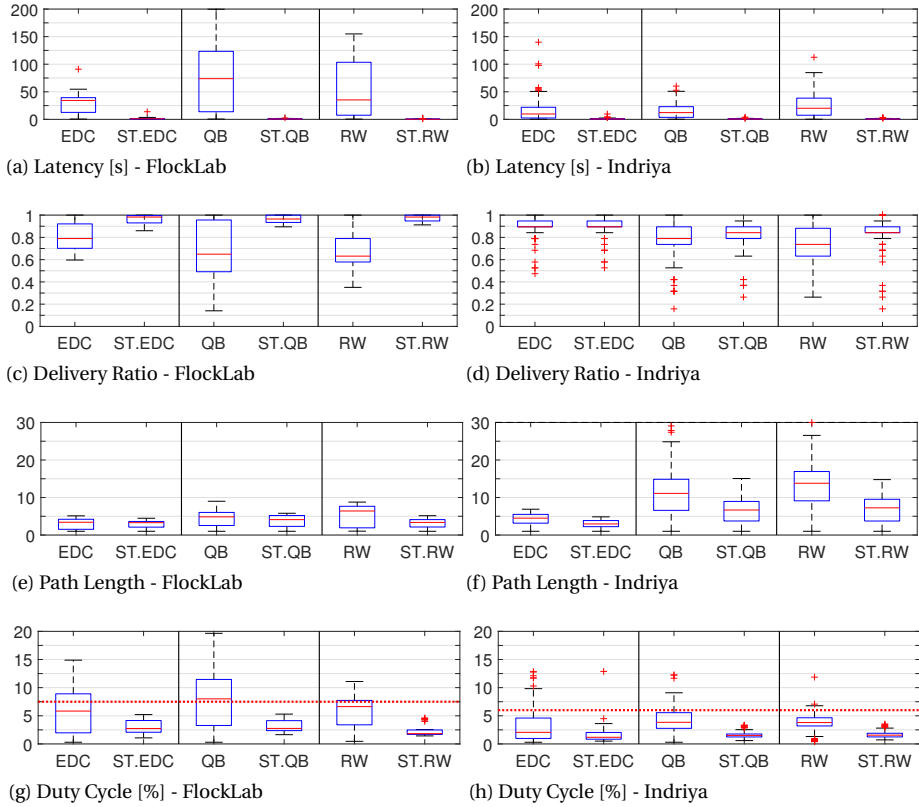 200 200
150 150
100 100
50 50
0 0
EDC ST.EDC QB ST.QB RW ST.RW EDC ST.EDC QB ST.QB RW ST.RW
(a) Latency [s] - FlockLab (b) Latency [s] - Indriya
1 1
0.8 0.8
0.6 0.6
0.4 0.4
0.2 0.2
0 0
EDC ST.EDC QB ST.QB RW ST.RW EDC ST.EDC QB ST.QB RW ST.RW
(c) Delivery Ratio - FlockLab (d) Delivery Ratio - Indriya
30 30
20 20
10 10
0 0
EDC ST.EDC QB ST.QB RW ST.RW EDC ST.EDC QB ST.QB RW ST.RW
(e) Path Length - FlockLab (f) Path Length - Indriya
20 20
15 15
10 10
5 5
0 0
EDC ST.EDC QB ST.QB RW ST.RW EDC ST.EDC QB ST.QB RW ST.RW
(g) Duty Cycle [%] - FlockLab (h) Duty Cycle [%] - Indriya